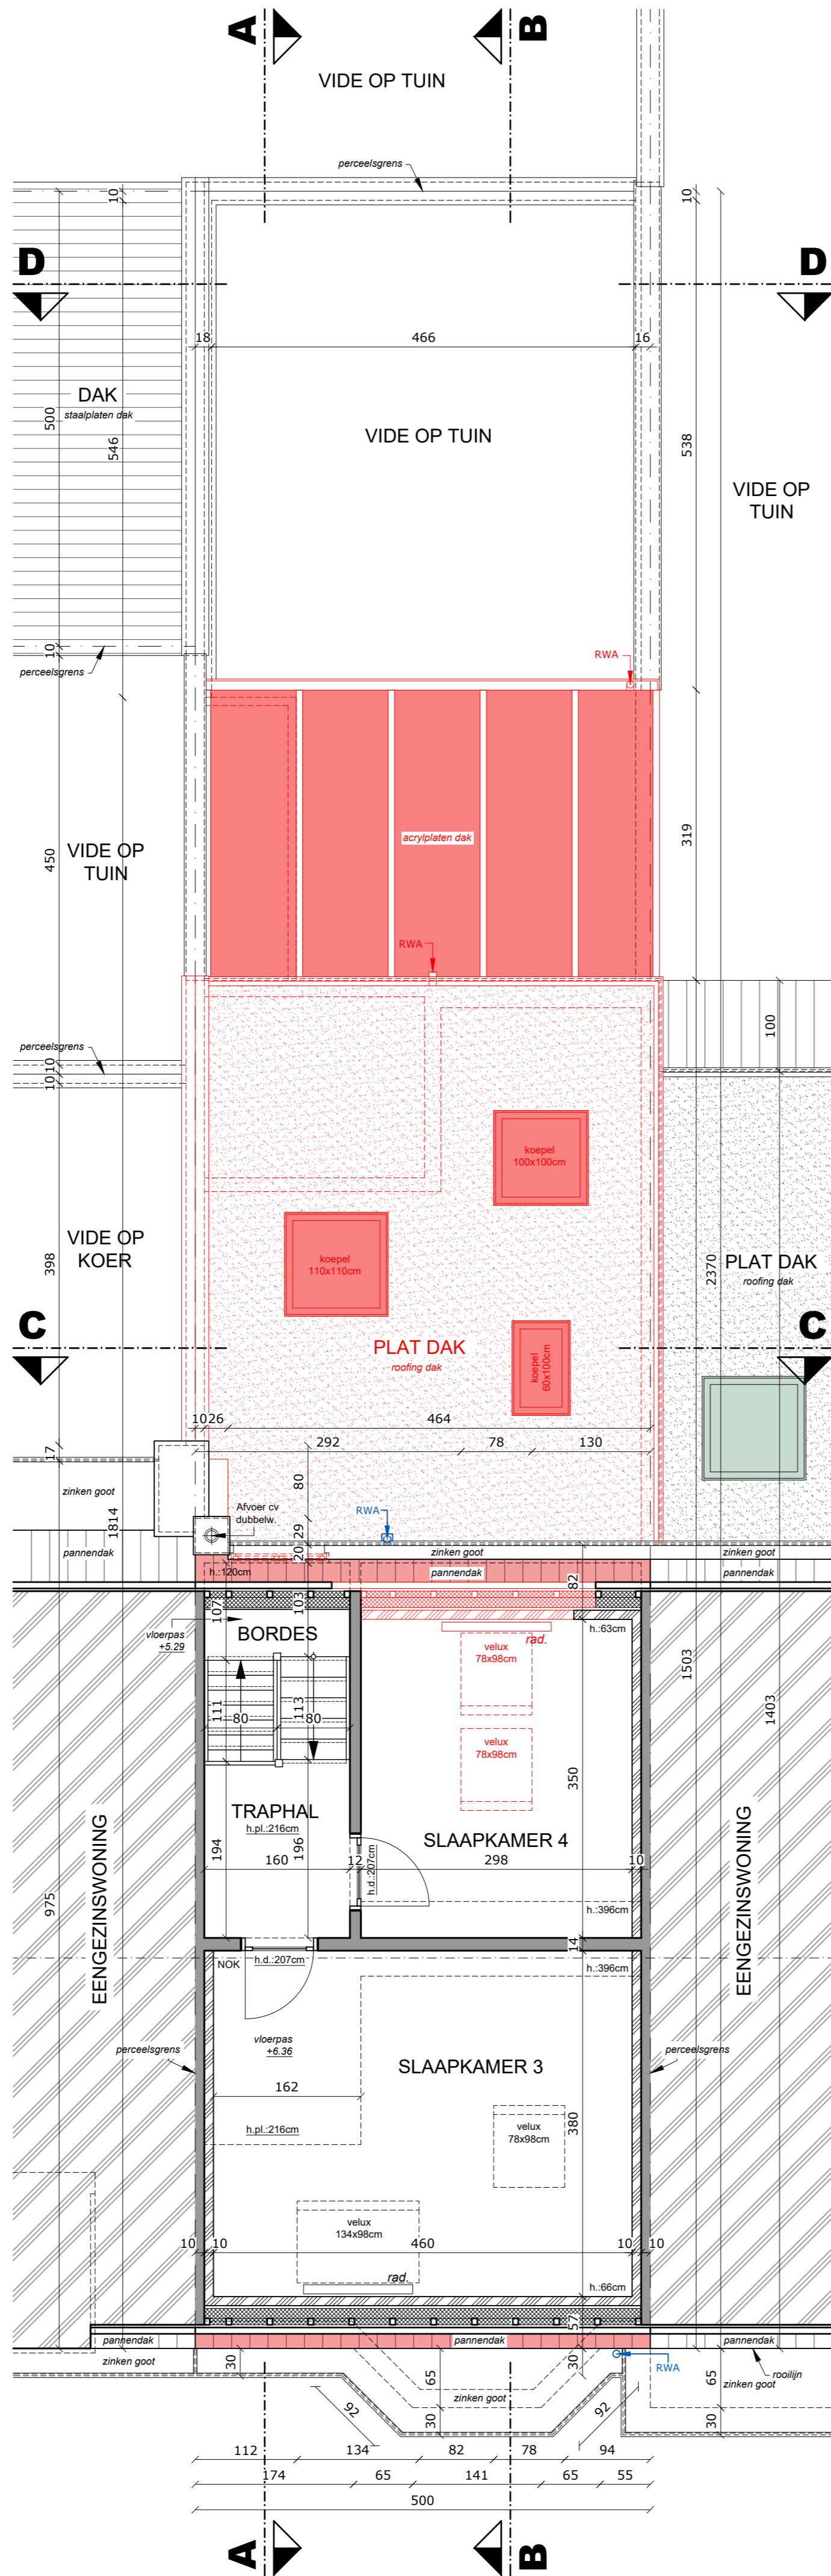 A
B
VIDE OP TUIN
perceelsgrens
10
10
D
D
18
466
16
DAK
staalplaten dak
500
546
VIDE OP TUIN
538
VIDE OP
TUIN
10
perceelsgrens
RWA
VIDE OP
TUIN
450
acrylplaten dak
319
RWA
100
perceelsgrens
10
10
koepel
100x100cm
VIDE OP
KOER
398
koepel
110x110cm
2370
PLAT DAK
roofing dak
C
C
PLAT DAK
roofing dak
koepel
60x100cm
10
26
464
292
78
130
17
zinken goot
80
1814
Afvoer cv
dubbelw.
RWA
29
pannendak
20
zinken goot
zinken goot
h.:120cm
pannendak
82
pannendak
107
103
vloerpas
+5.29
BORDES
h.:63cm
rad.
velux
78x98cm
1503
1403
111
80
113
80
velux
78x98cm
350
TRAPHAL
h.pl.:216cm
194
196
SLAAPKAMER 4
160
12
h.d.:207cm
298
10
EENGEZINSWONING
EENGEZINSWONING
975
h.:396cm
14
NOK
h.d.:207cm
h.:396cm
vloerpas
+6.36
perceelsgrens
perceelsgrens
SLAAPKAMER 3
162
h.pl.:216cm
velux
78x98cm
380
velux
134x98cm
10
10
460
10
10
rad.
h.:66cm
57
pannendak
pannendak
pannendak
zinken goot
30
65
30
RWA
rooilijn
zinken goot
65
zinken goot
92
30
92
30
112
134
82
78
94
174
65
141
65
55
500
A
B